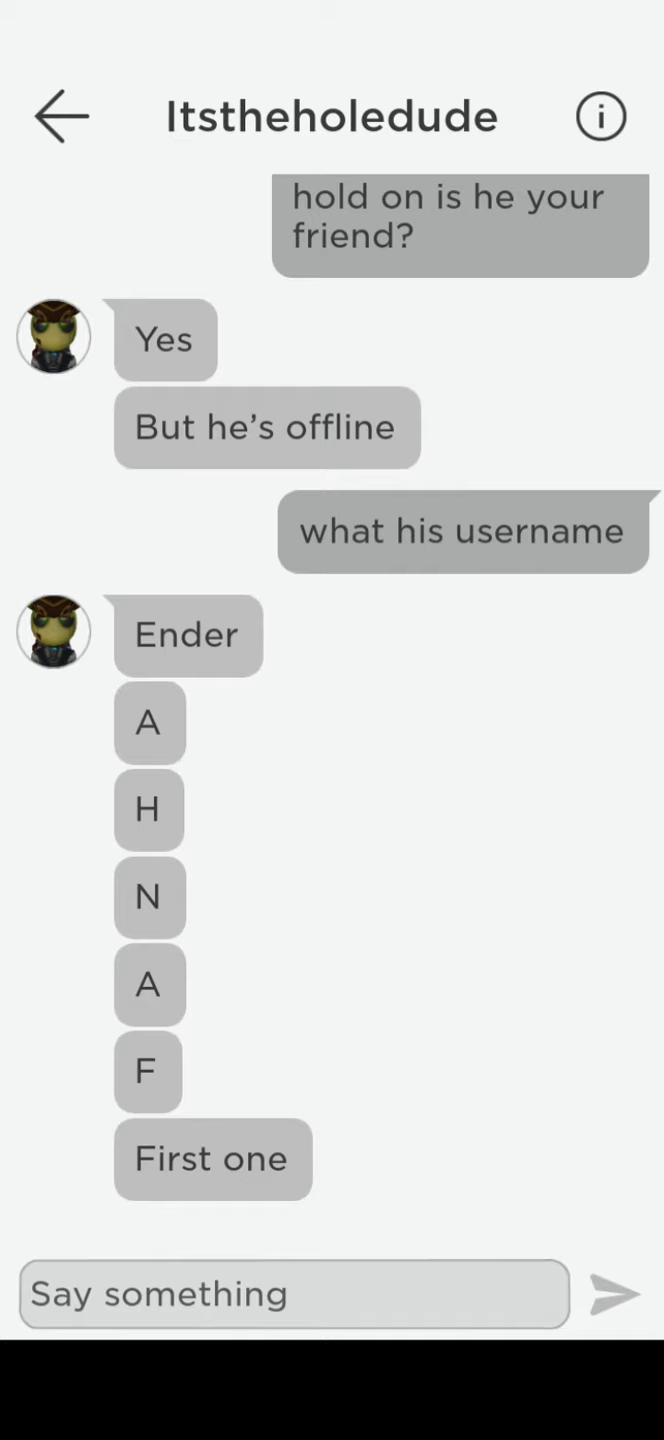 Itstheholedude
hold on is he your
friend?
Yes
But he’s offline
what his username
Ender
A
H
N
A
F
First one
Say something